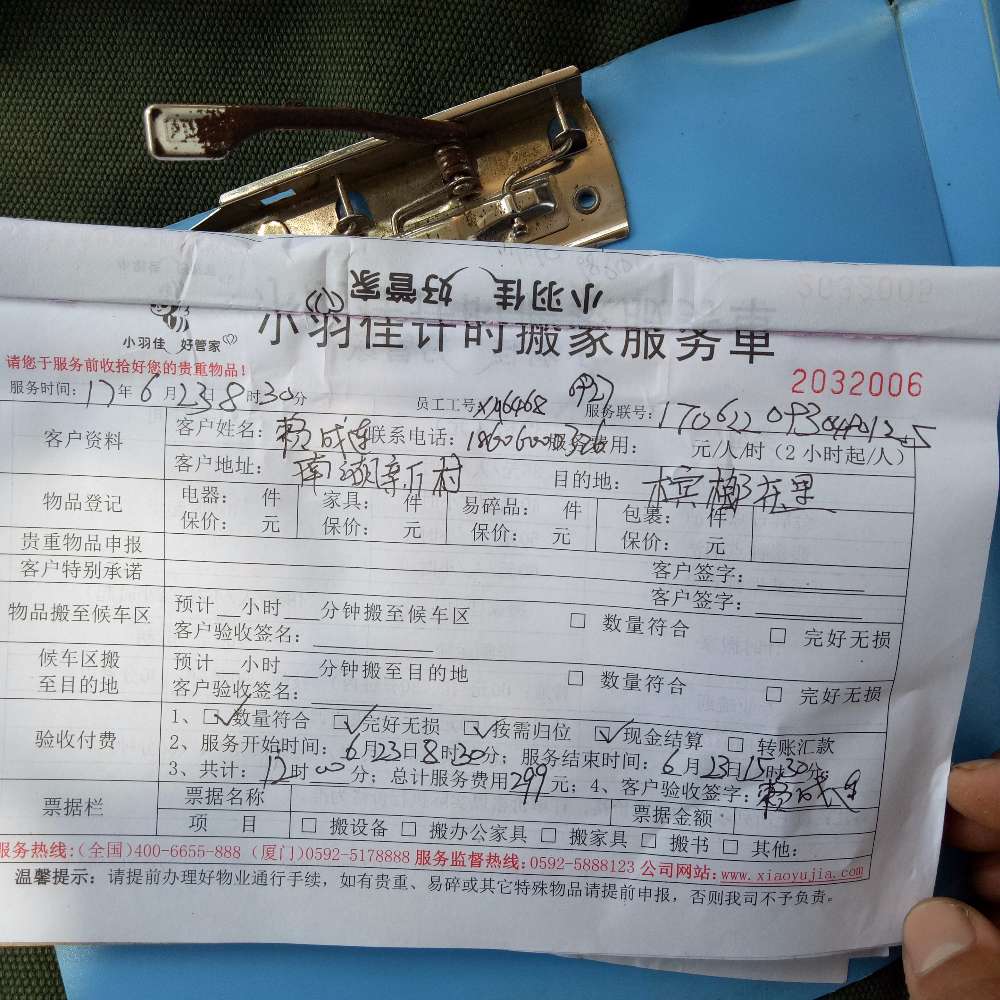 小羽佳 好管家
小羽佳 好管家
小羽佳计时搬家服务单
请您于服务前收拾好您的贵重物品！
2032006
服务时间：17年6月23日8时30分 员工工号 0927 服务联号：
客户资料 客户姓名：赖成 联系电话： 费用： 元/人/时（2小时起/人）
客户地址：南湖新村 目的地：槟榔花里
物品登记 电器： 件 家具： 件 易碎品： 件 包裹： 件
保价： 元 保价： 元 保价： 元 保价： 元
贵重物品申报 客户签字：
客户特别承诺 客户签字：
物品搬至候车区 预计__小时___分钟搬至候车区 □ 数量符合 □ 完好无损
客户验收签名：
候车区搬至目的地 预计__小时___分钟搬至目的地 □ 数量符合 □ 完好无损
客户验收签名：
验收付费 1、☑数量符合 ☑完好无损 ☑按需归位 ☑现金结算 □ 转账汇款
2、服务开始时间：6月23日8时30分；服务结束时间：6月23日15时30分
3、共计：12时00分；总计服务费用299元；4、客户验收签字：赖成
票据栏 票据名称 票据金额
项 目 □ 搬设备 □ 搬办公家具 □ 搬家具 □ 搬书 □ 其他：
服务热线：(全国)400-6655-888 (厦门)0592-5178888 服务监督热线：0592-5888123 公司网站：www.xiaoyujia.com
温馨提示：请提前办理好物业通行手续，如有贵重、易碎或其它特殊物品请提前申报，否则我司不予负责。